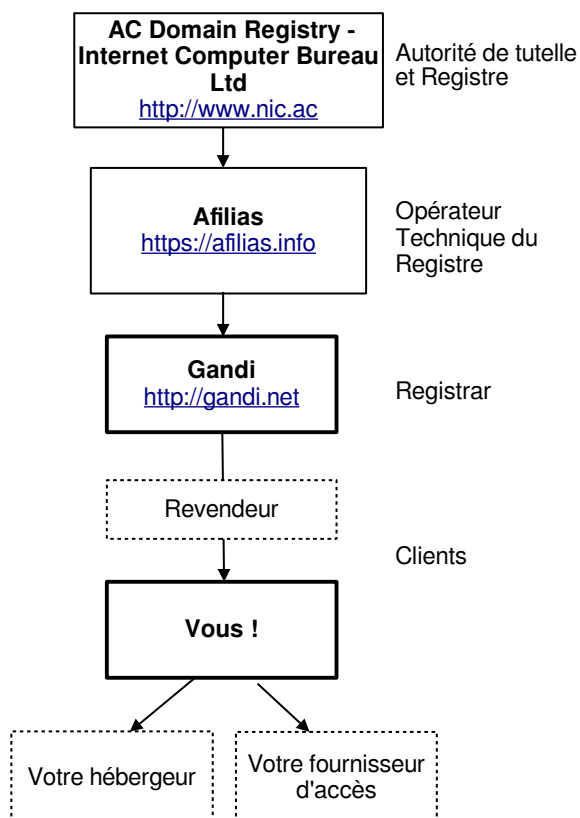 AC Domain Registry -
Internet Computer Bureau
Ltd
http://www.nic.ac
Autorité de tutelle
et Registre
Afilias
https://afilias.info
Opérateur
Technique du
Registre
Gandi
http://gandi.net
Registrar
Revendeur
Clients
Vous !
Votre hébergeur
Votre fournisseur
d'accès